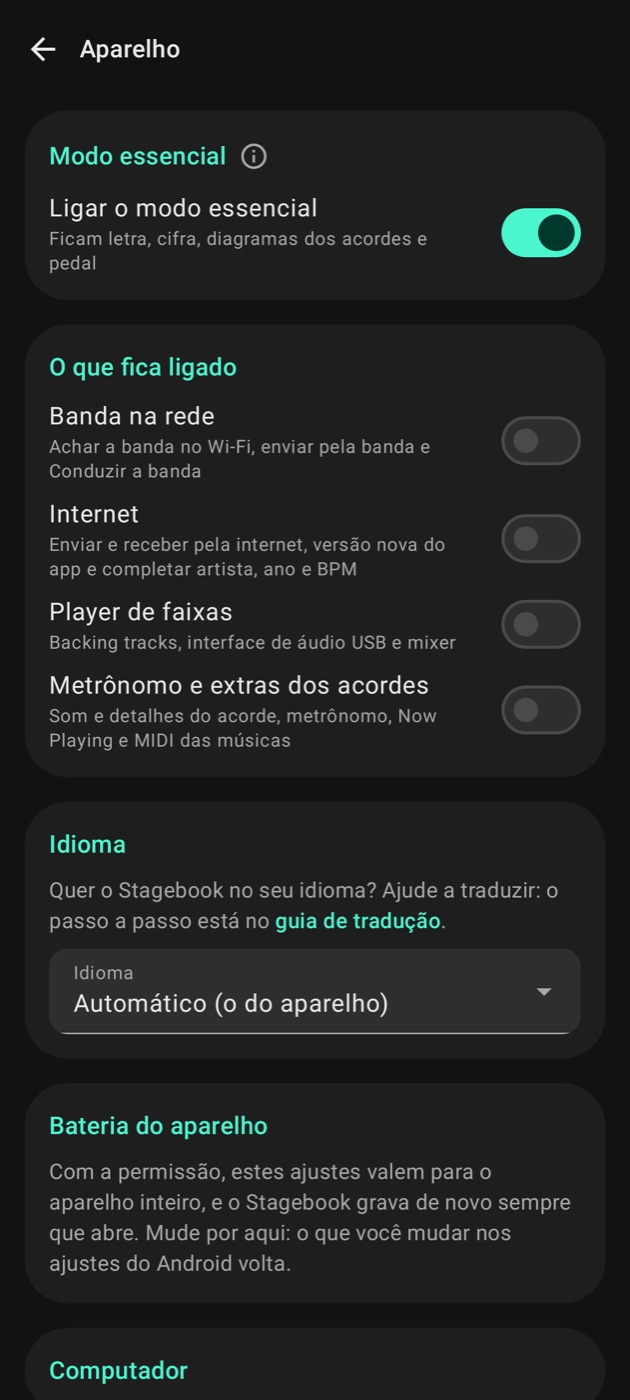 Aparelho
Modo essencial
Ligar o modo essencial
Ficam letra, cifra, diagramas dos acordes e
pedal
O que fica ligado
Banda na rede
Achar a banda no Wi-Fi, enviar pela banda e
Conduzir a banda
Internet
Enviar e receber pela internet, versão nova do
app e completar artista, ano e BPM
Player de faixas
Backing tracks, interface de áudio USB e mixer
Metrônomo e extras dos acordes
Som e detalhes do acorde, metrônomo, Now
Playing e MIDI das músicas
Idioma
Quer o Stagebook no seu idioma? Ajude a traduzir: o
passo a passo está no guia de tradução.
Idioma
Automático (o do aparelho)
Bateria do aparelho
Com a permissão, estes ajustes valem para o
aparelho inteiro, e o Stagebook grava de novo sempre
que abre. Mude por aqui: o que você mudar nos
ajustes do Android volta.
Computador